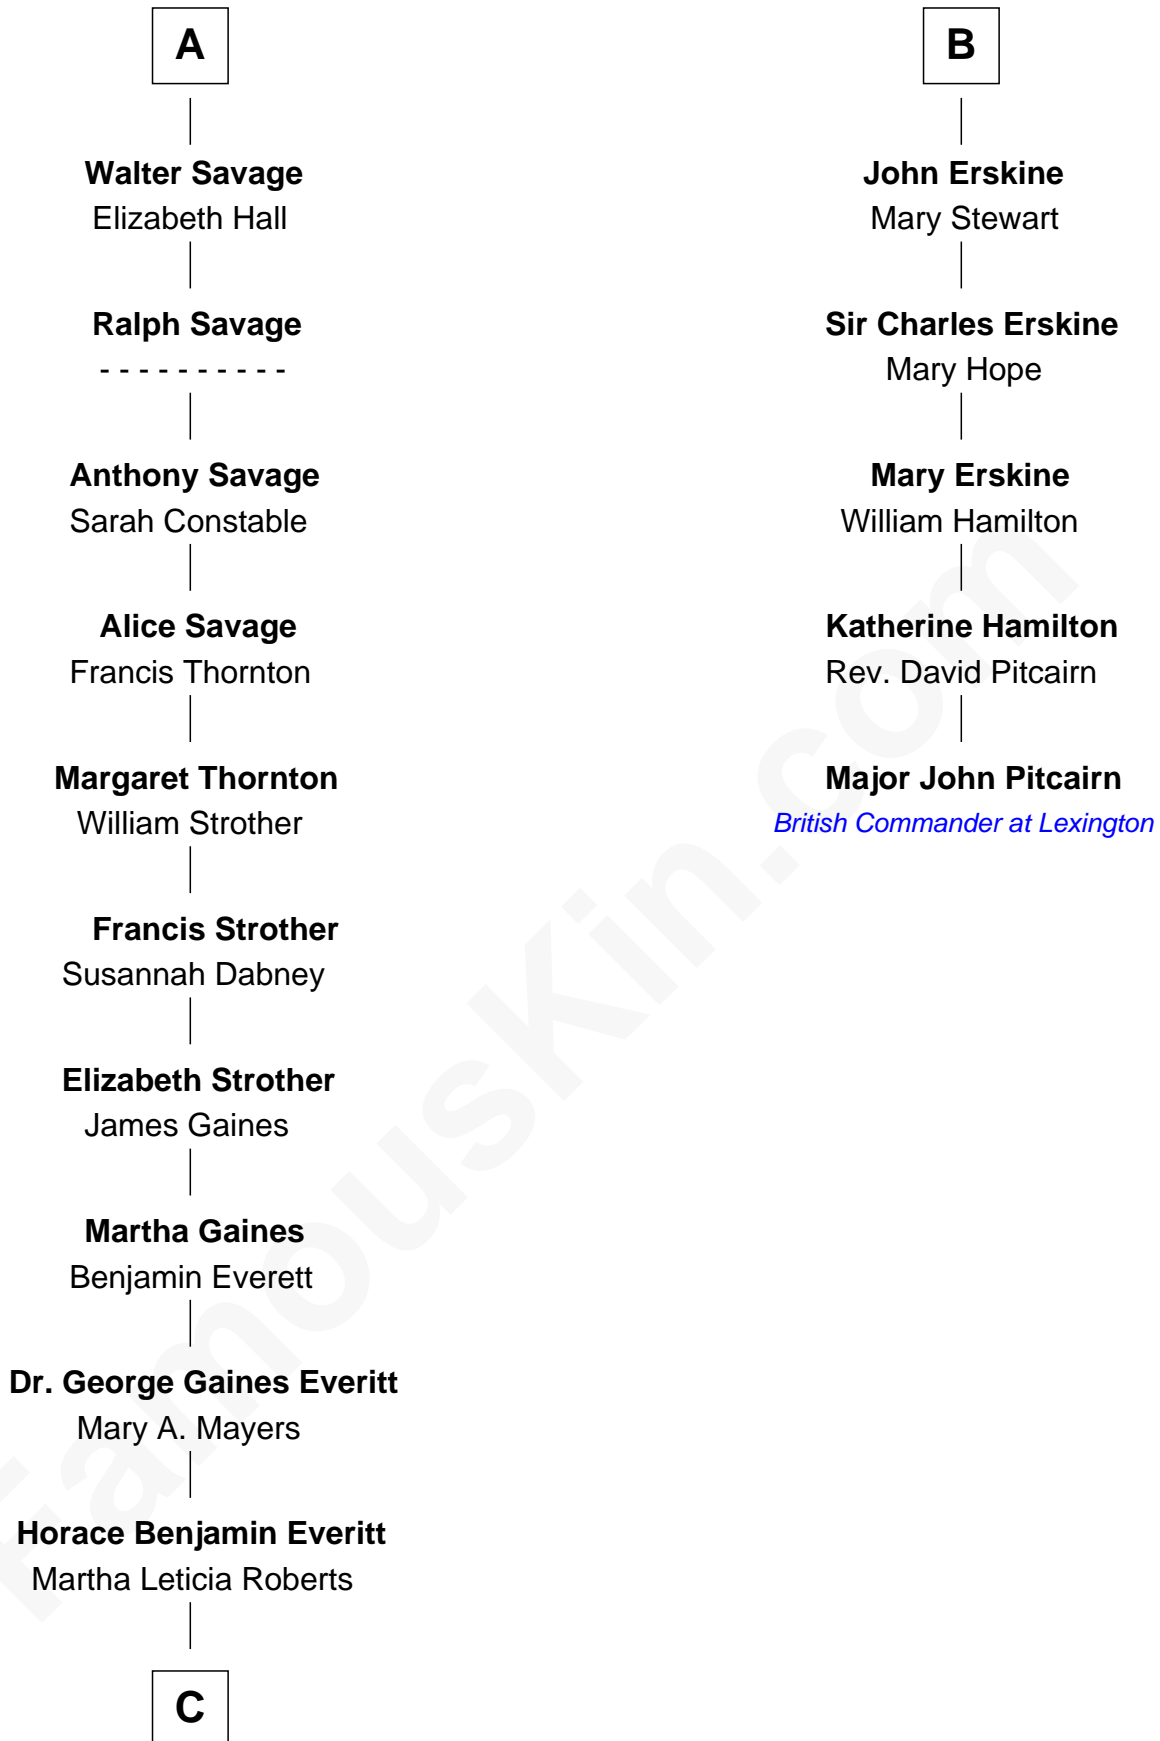 A
Walter Savage
Elizabeth Hall
Ralph Savage
- - - - - - - - - -
Anthony Savage
Sarah Constable
Alice Savage
Francis Thornton
Margaret Thornton
William Strother
Francis Strother
Susannah Dabney
Elizabeth Strother
James Gaines
Martha Gaines
Benjamin Everett
Dr. George Gaines Everitt
Mary A. Mayers
Horace Benjamin Everitt
Martha Leticia Roberts
C
B
John Erskine
Mary Stewart
Sir Charles Erskine
Mary Hope
Mary Erskine
William Hamilton
Katherine Hamilton
Rev. David Pitcairn
Major John Pitcairn
British Commander at Lexington
FamousKin.com